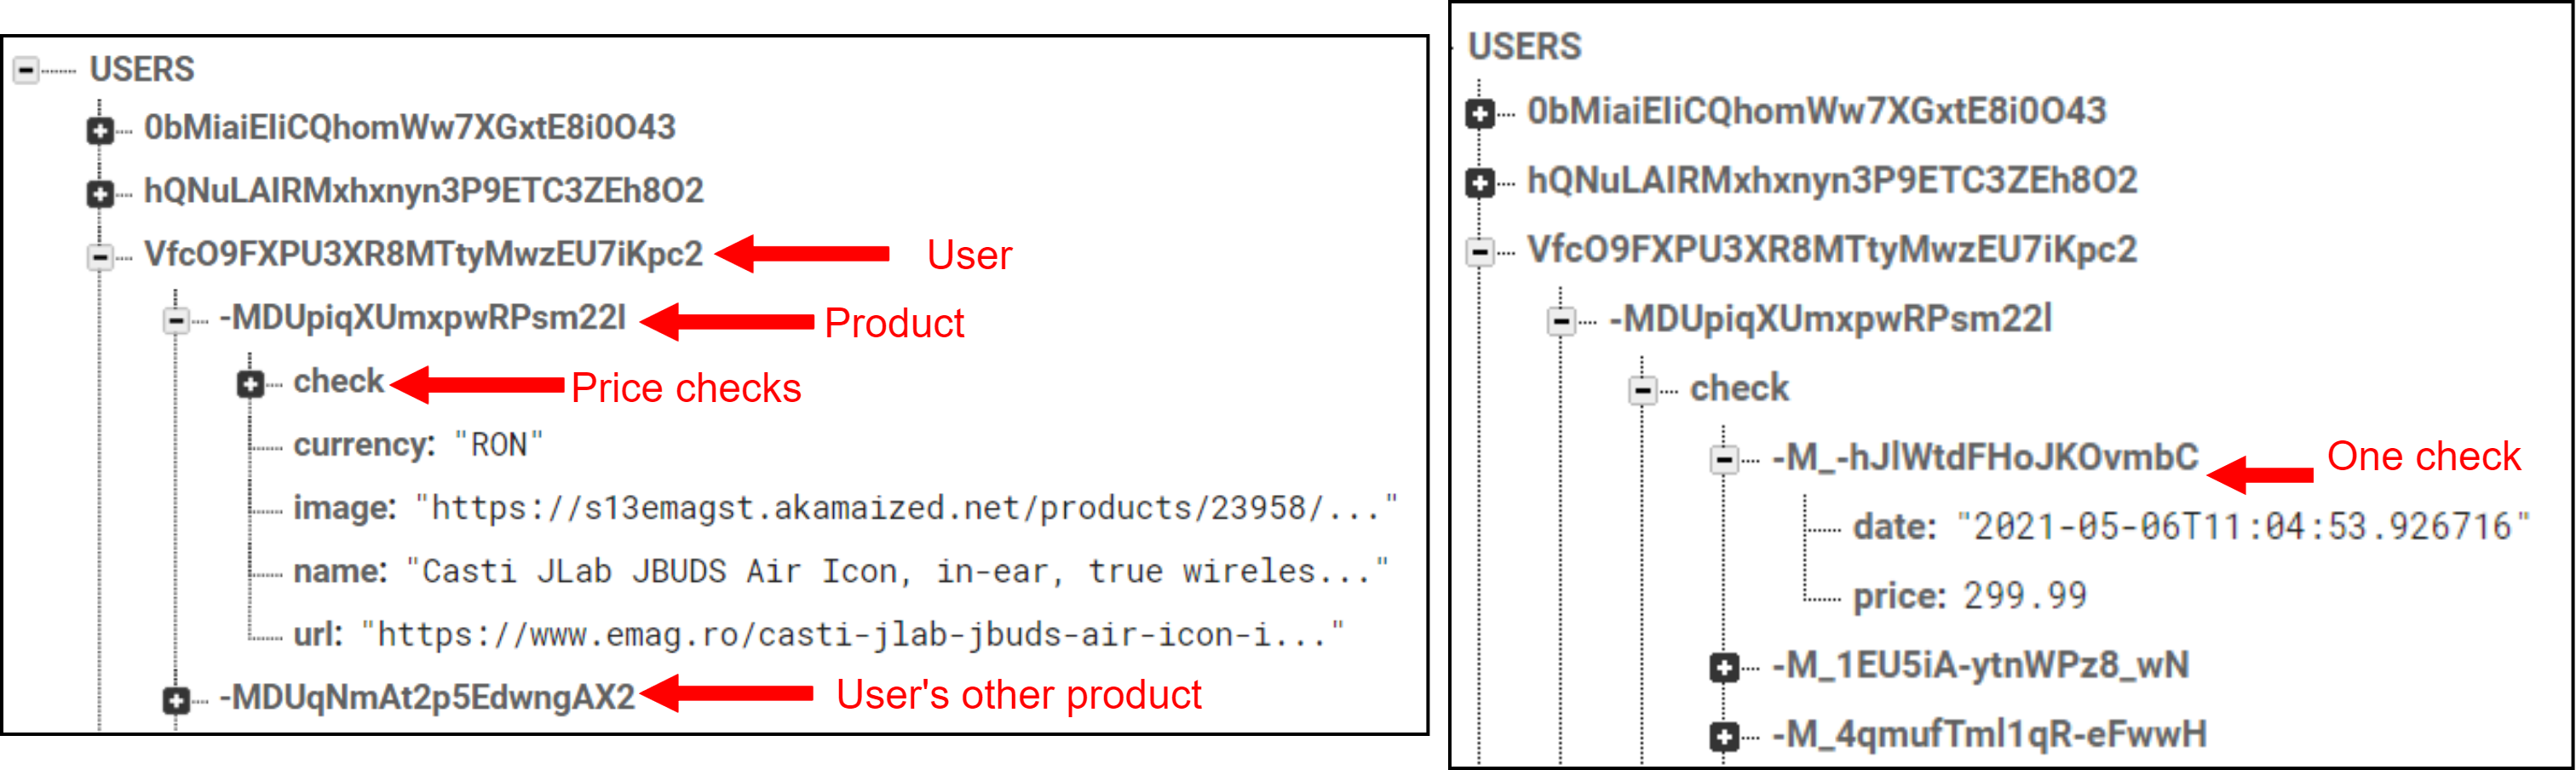 USERS
0bMiaiEliCQhomWw7XGxtE8i0O43
hQNuLAIRMxhxnyn3P9ETC3ZEh8O2
VfcO9FXPU3XR8MTtyMwzEU7iKpc2 User
-MDUpiqXUmxpwRPsm22l Product
check Price checks
currency: "RON"
image: "https://s13emagst.akamaized.net/products/23958/..."
name: "Casti JLab JBUDS Air Icon, in-ear, true wireles..."
url: "https://www.emag.ro/casti-jlab-jbuds-air-icon-i..."
-MDUqNmAt2p5EdwngAX2 User's other product
USERS
0bMiaiEliCQhomWw7XGxtE8i0O43
hQNuLAIRMxhxnyn3P9ETC3ZEh8O2
VfcO9FXPU3XR8MTtyMwzEU7iKpc2
-MDUpiqXUmxpwRPsm22l
check
-M_-hJlWtdFHoJKOvmbC One check
date: "2021-05-06T11:04:53.926716"
price: 299.99
-M_1EU5iA-ytnWPz8_wN
-M_4qmufTml1qR-eFwwH